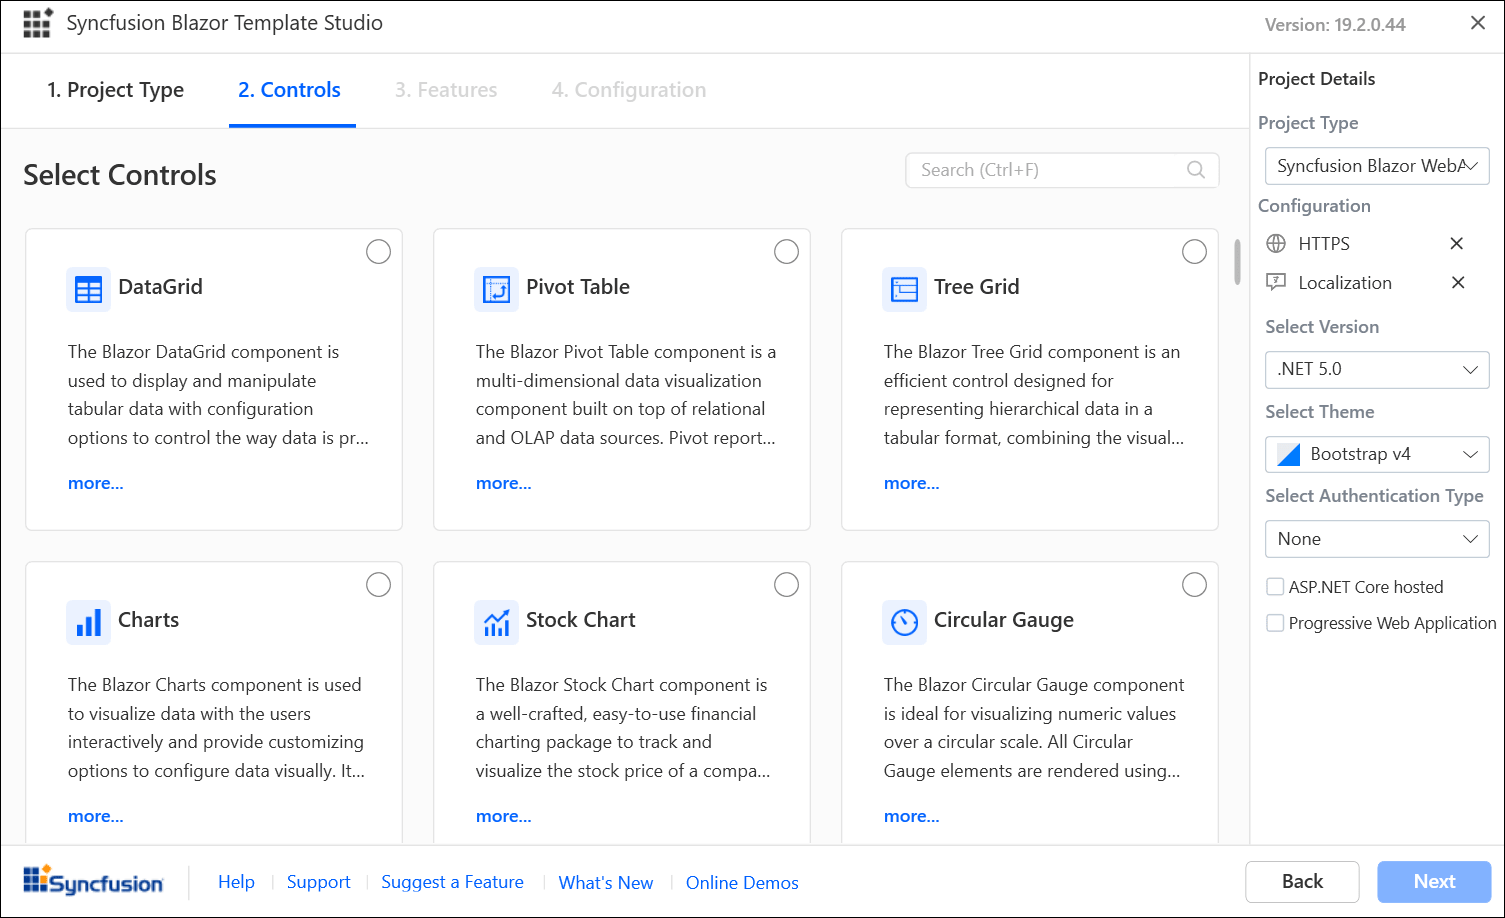 Syncfusion Blazor Template Studio
Version: 19.2.0.44
1. Project Type
2. Controls
3. Features
4. Configuration
Select Controls
Search (Ctrl+F)
DataGrid
The Blazor DataGrid component is
used to display and manipulate
tabular data with configuration
options to control the way data is pr...
more...
Pivot Table
The Blazor Pivot Table component is a
multi-dimensional data visualization
component built on top of relational
and OLAP data sources. Pivot report...
more...
Tree Grid
The Blazor Tree Grid component is an
efficient control designed for
representing hierarchical data in a
tabular format, combining the visual...
more...
Charts
The Blazor Charts component is used
to visualize data with the users
interactively and provide customizing
options to configure data visually. It...
more...
Stock Chart
The Blazor Stock Chart component is
a well-crafted, easy-to-use financial
charting package to track and
visualize the stock price of a compa...
more...
Circular Gauge
The Blazor Circular Gauge component
is ideal for visualizing numeric values
over a circular scale. All Circular
Gauge elements are rendered using...
more...
Project Details
Project Type
Syncfusion Blazor WebA
Configuration
HTTPS
Localization
Select Version
.NET 5.0
Select Theme
Bootstrap v4
Select Authentication Type
None
ASP.NET Core hosted
Progressive Web Application
Syncfusion
Help
Support
Suggest a Feature
What's New
Online Demos
Back
Next